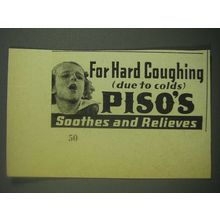 For Hard Coughing
(due to colds)
PISO'S
Soothes and Relieves
50